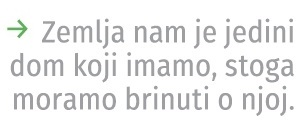 → Zemlja nam je jedini
dom koji imamo, stoga
moramo brinuti o njoj.